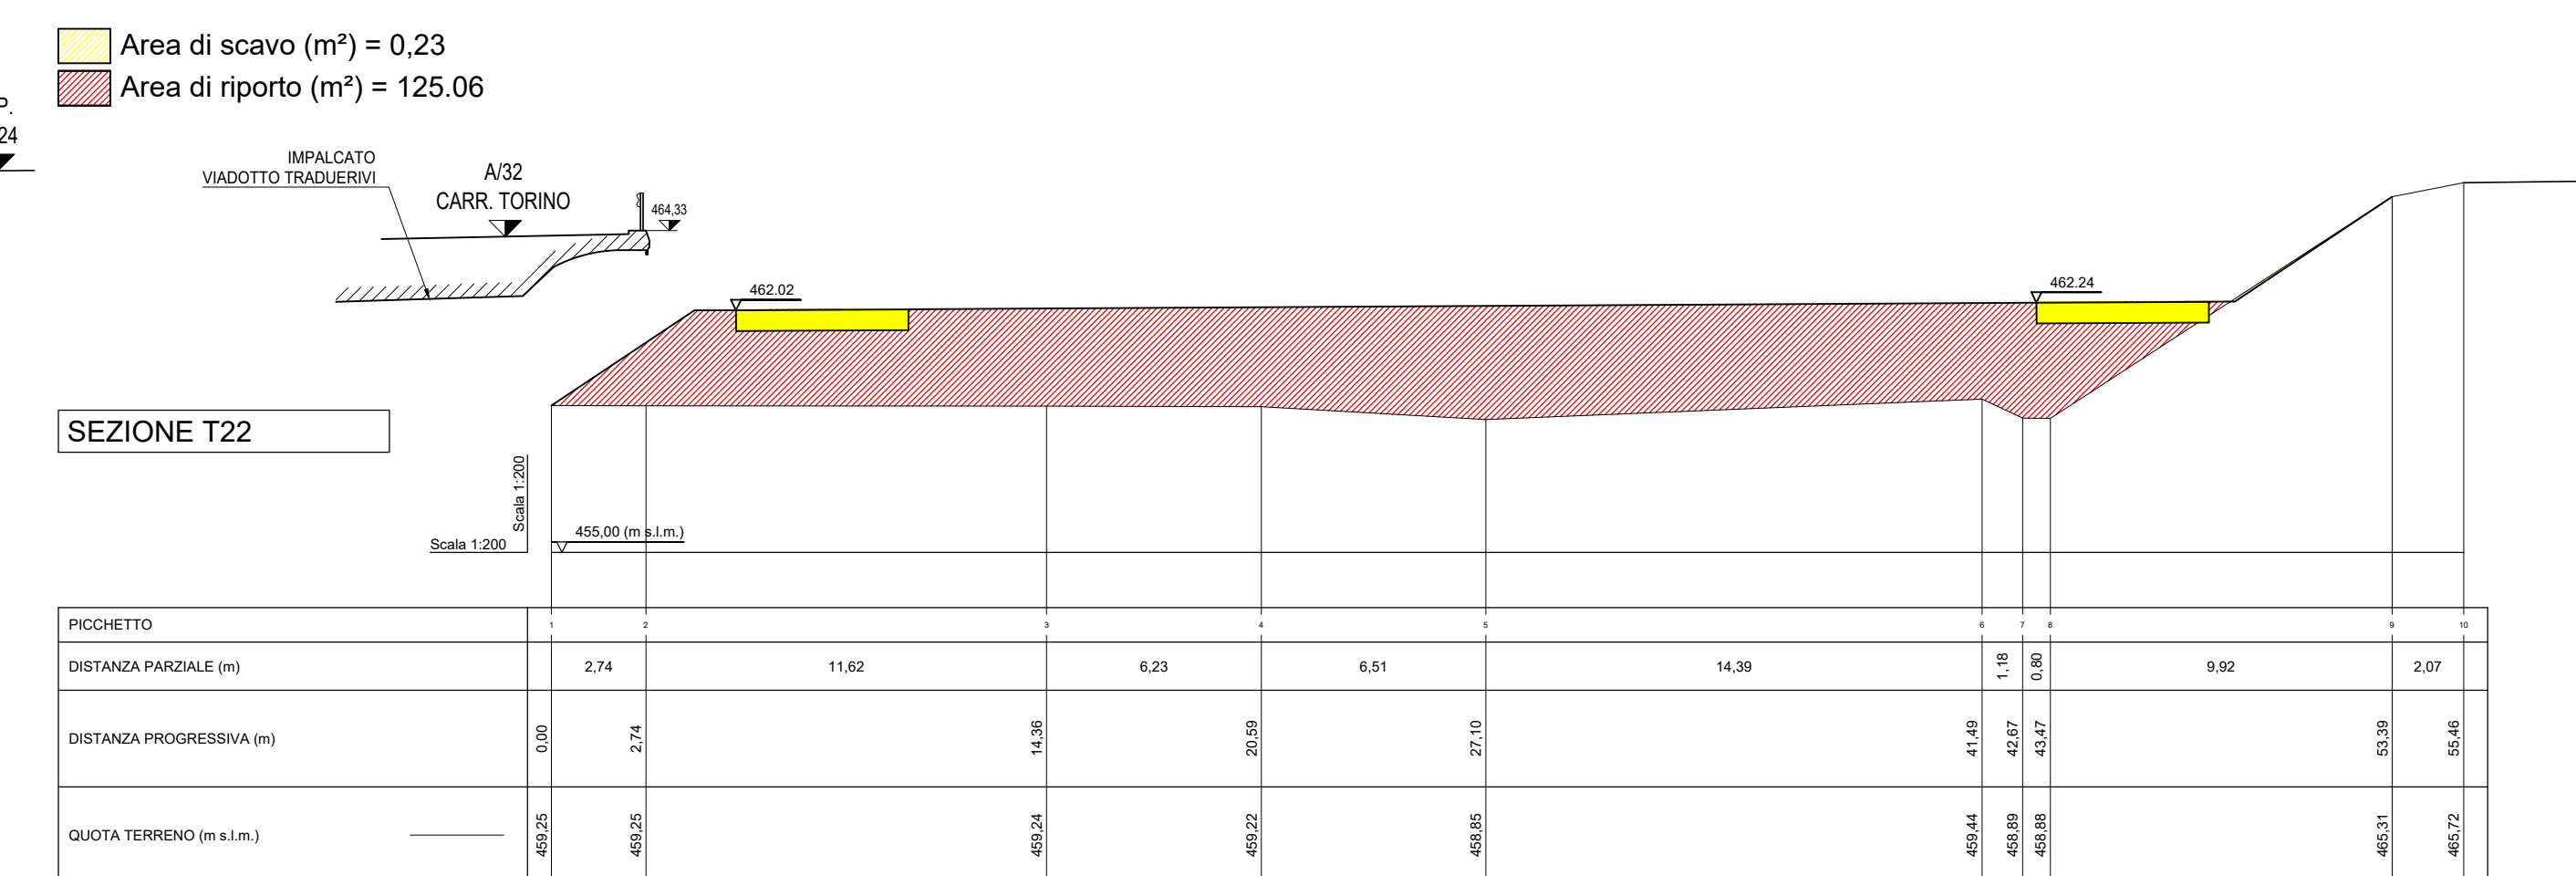 Area di scavo (m²) = 0,23
Area di riporto (m²) = 125.06
P.
24
IMPALCATO
VIADOTTO TRADUERIVI
A/32
CARR. TORINO
464,33
462.02
462.24
SEZIONE T22
Scala 1:200
Scala 1:200
455,00 (m s.l.m.)
PICCHETTO 1 2 3 4 5 6 7 8 9 10
DISTANZA PARZIALE (m) 2,74 11,62 6,23 6,51 14,39 1,18 0,80 9,92 2,07
DISTANZA PROGRESSIVA (m) 0,00 2,74 14,36 20,59 27,10 41,49 42,67 43,47 53,39 55,46
QUOTA TERRENO (m s.l.m.) 459,25 459,25 459,24 459,22 458,85 459,44 458,89 458,88 465,31 465,72